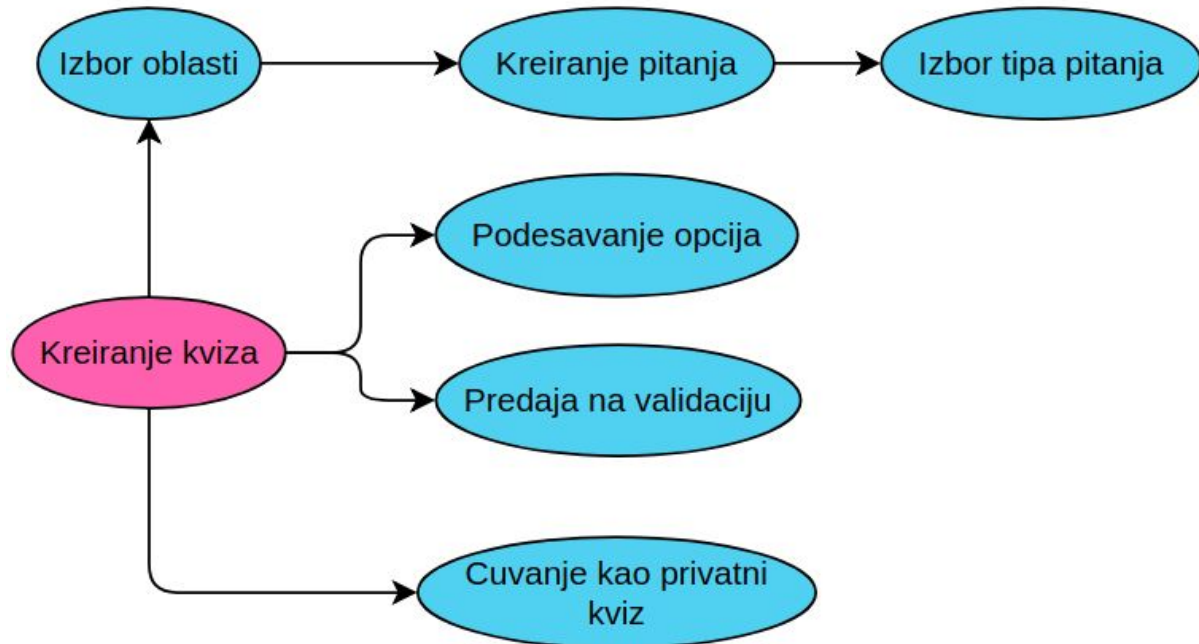 Izbor oblasti
Kreiranje pitanja
Izbor tipa pitanja
Podesavanje opcija
Kreiranje kviza
Predaja na validaciju
Cuvanje kao privatni
kviz